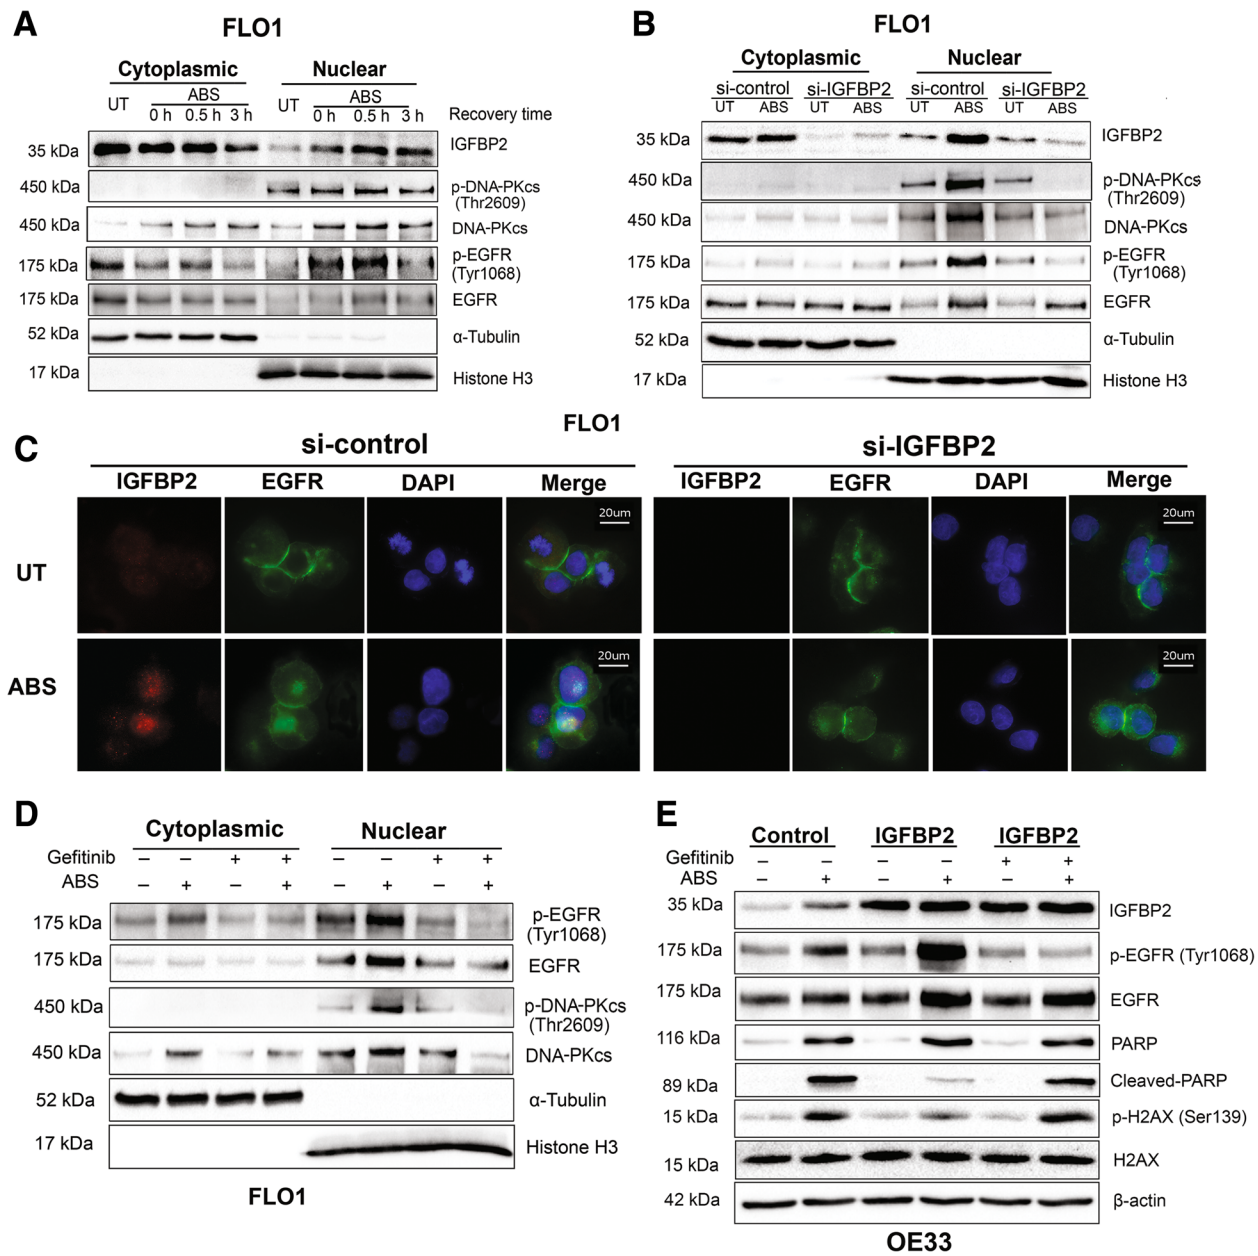 A
FLO1
Cytoplasmic Nuclear
UT ABS UT ABS
0 h 0.5 h 3 h 0 h 0.5 h 3 h Recovery time
35 kDa IGFBP2
450 kDa p-DNA-PKcs
(Thr2609)
450 kDa DNA-PKcs
175 kDa p-EGFR
(Tyr1068)
175 kDa EGFR
52 kDa α-Tubulin
17 kDa Histone H3
B
FLO1
Cytoplasmic Nuclear
si-control si-IGFBP2 si-control si-IGFBP2
UT ABS UT ABS UT ABS UT ABS
35 kDa IGFBP2
450 kDa p-DNA-PKcs
(Thr2609)
450 kDa DNA-PKcs
175 kDa p-EGFR
(Tyr1068)
175 kDa EGFR
52 kDa α-Tubulin
17 kDa Histone H3
C
FLO1
si-control si-IGFBP2
IGFBP2 EGFR DAPI Merge IGFBP2 EGFR DAPI Merge
UT 20um 20um
ABS 20um 20um
D
Cytoplasmic Nuclear
Gefitinib – – + + – – + +
ABS – + – + – + – +
175 kDa p-EGFR
(Tyr1068)
175 kDa EGFR
450 kDa p-DNA-PKcs
(Thr2609)
450 kDa DNA-PKcs
52 kDa α-Tubulin
17 kDa Histone H3
FLO1
E
Control IGFBP2 IGFBP2
Gefitinib – – – – + +
ABS – + – + – +
35 kDa IGFBP2
175 kDa p-EGFR (Tyr1068)
175 kDa EGFR
116 kDa PARP
89 kDa Cleaved-PARP
15 kDa p-H2AX (Ser139)
15 kDa H2AX
42 kDa β-actin
OE33